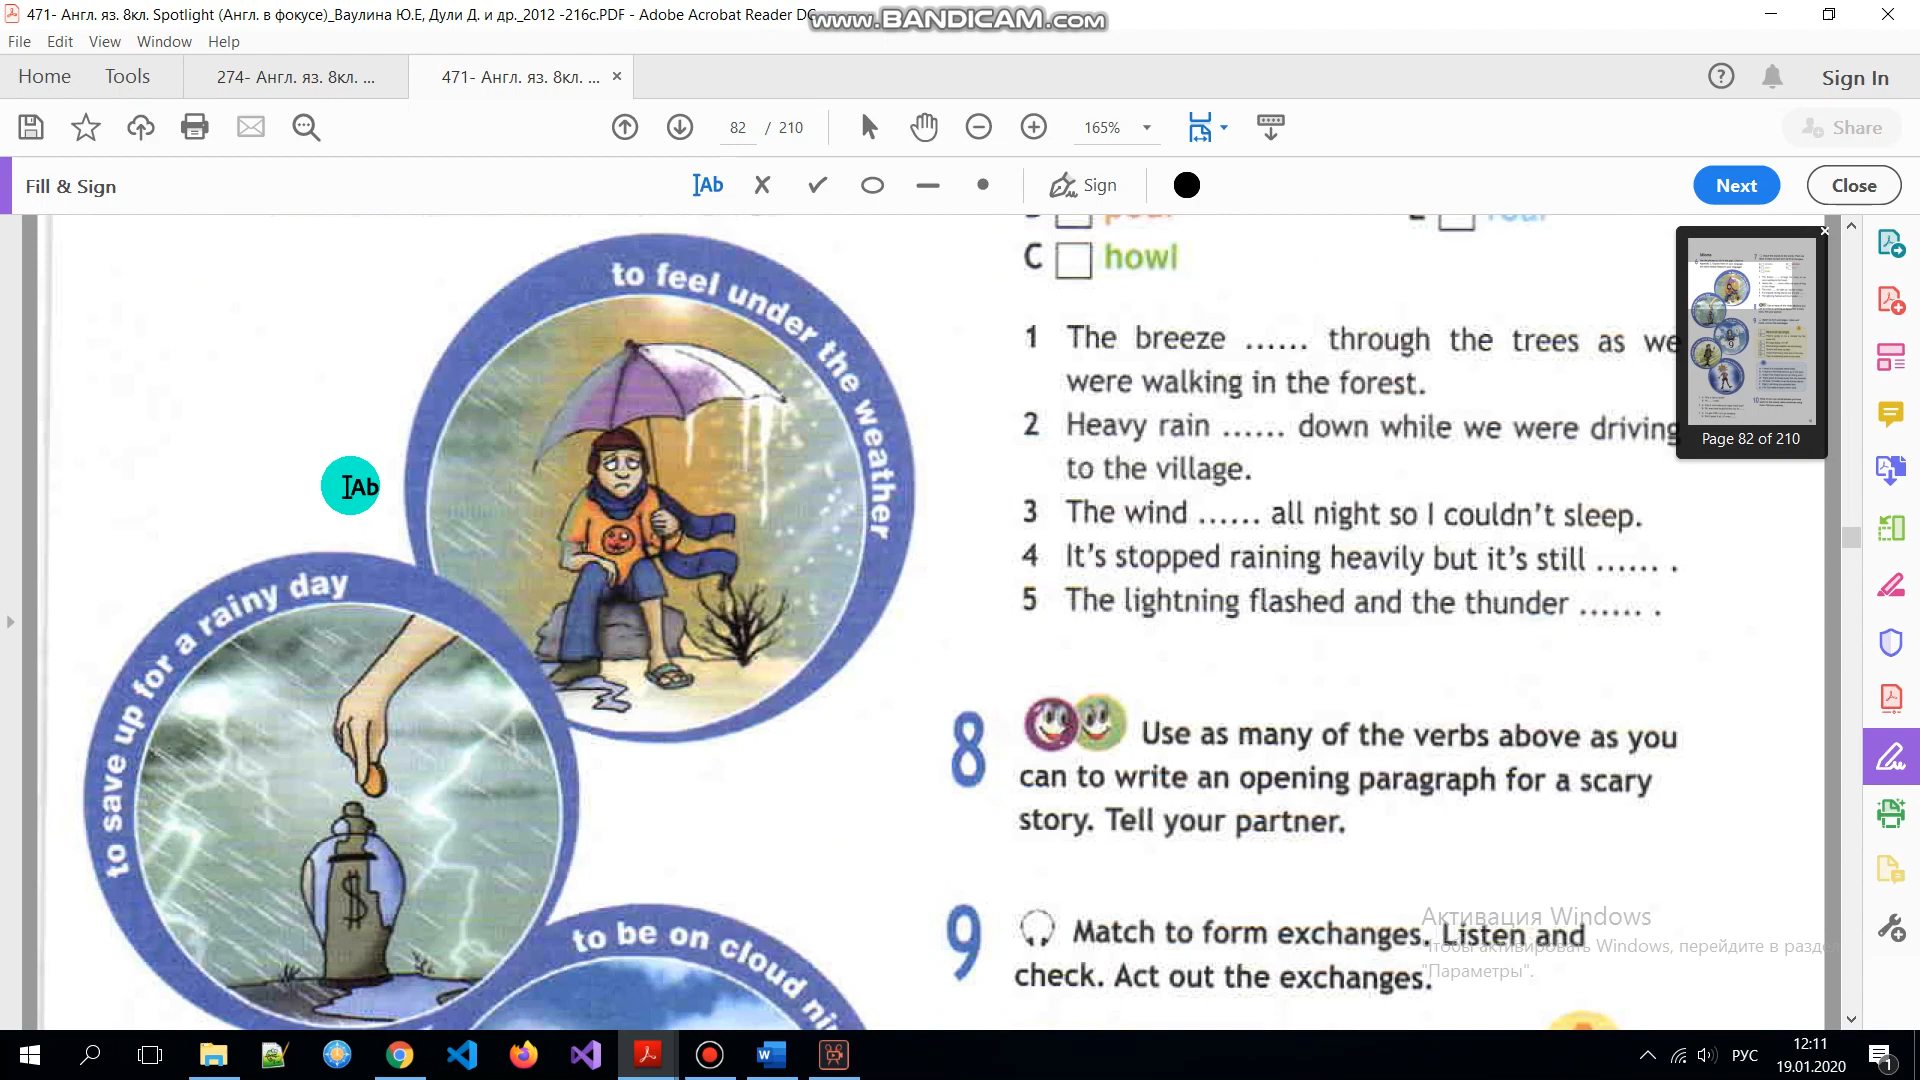 471- Англ. яз. 8кл. Spotlight (Англ. в фокусе)_Ваулина Ю.Е, Дули Д. и др._2012 -216с.PDF - Adobe Acrobat Reader DC
www.BANDICAM.com
File Edit View Window Help
Home Tools 274- Англ. яз. 8кл. ... 471- Англ. яз. 8кл. ... Sign In
82 / 210 165% Share
Fill & Sign Ab Sign Next Close
C howl
to feel under the weather
1 The breeze ...... through the trees as we
were walking in the forest.
2 Heavy rain ...... down while we were driving
to the village.
3 The wind ...... all night so I couldn't sleep.
4 It's stopped raining heavily but it's still ...... .
5 The lightning flashed and the thunder ...... .
Page 82 of 210
Ab
to save up for a rainy day
$
8 Use as many of the verbs above as you
can to write an opening paragraph for a scary
story. Tell your partner.
to be on cloud
9 Match to form exchanges. Listen and
check. Act out the exchanges.
Активация Windows
Чтобы активировать Windows, перейдите в раздел
"Параметры".
РУС
12:11
19.01.2020
1